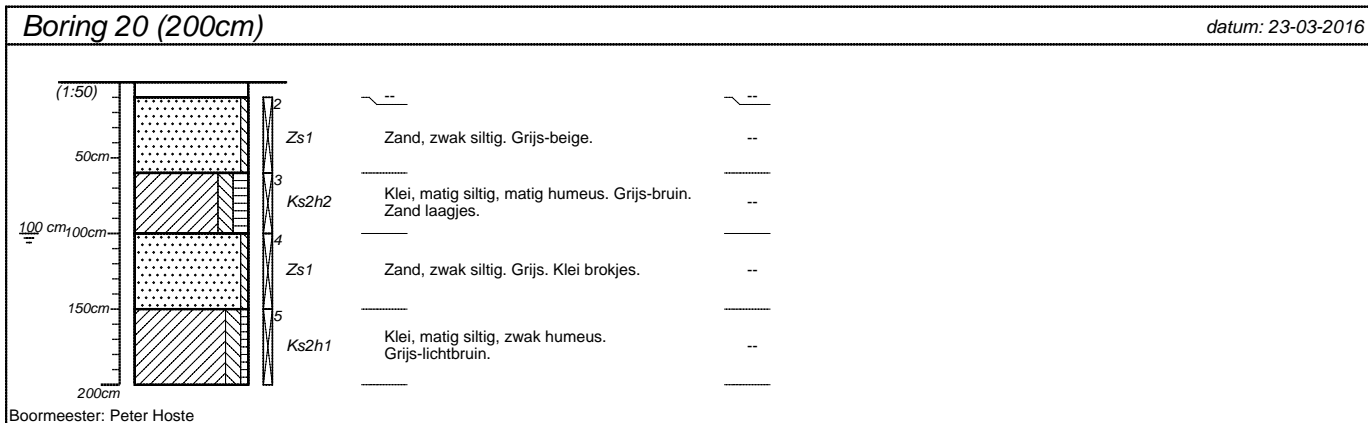 Boring 20 (200cm)
datum: 23-03-2016
(1:50)
2
--
--
Zs1
Zand, zwak siltig. Grijs-beige.
--
50cm
3
Ks2h2
Klei, matig siltig, matig humeus. Grijs-bruin.
Zand laagjes.
--
100 cm
100cm
4
Zs1
Zand, zwak siltig. Grijs. Klei brokjes.
--
150cm
5
Ks2h1
Klei, matig siltig, zwak humeus.
Grijs-lichtbruin.
--
200cm
Boormeester: Peter Hoste